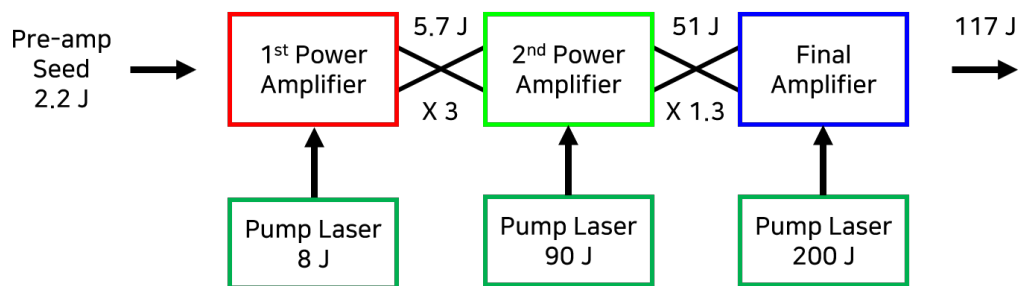 Pre-amp
Seed
2.2 J
1st Power
Amplifier
5.7 J
X 3
2nd Power
Amplifier
51 J
X 1.3
Final
Amplifier
117 J
Pump Laser
8 J
Pump Laser
90 J
Pump Laser
200 J